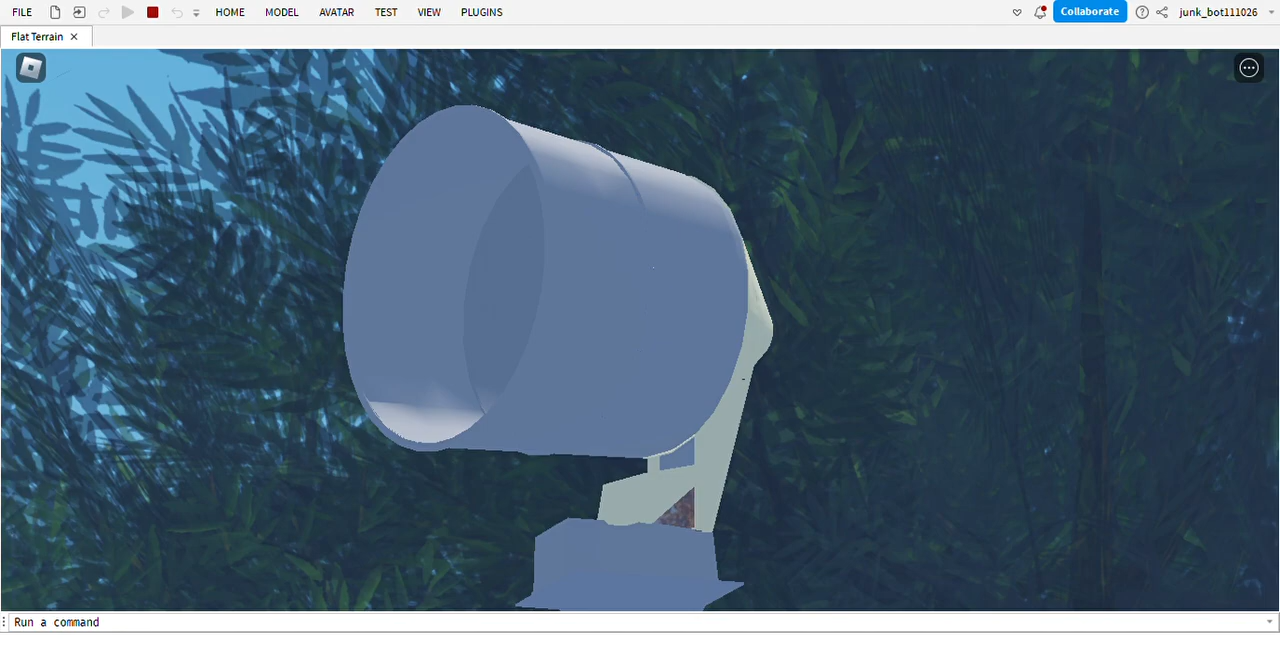 FILE HOME MODEL AVATAR TEST VIEW PLUGINS Collaborate junk_bot111026
Flat Terrain
Run a command